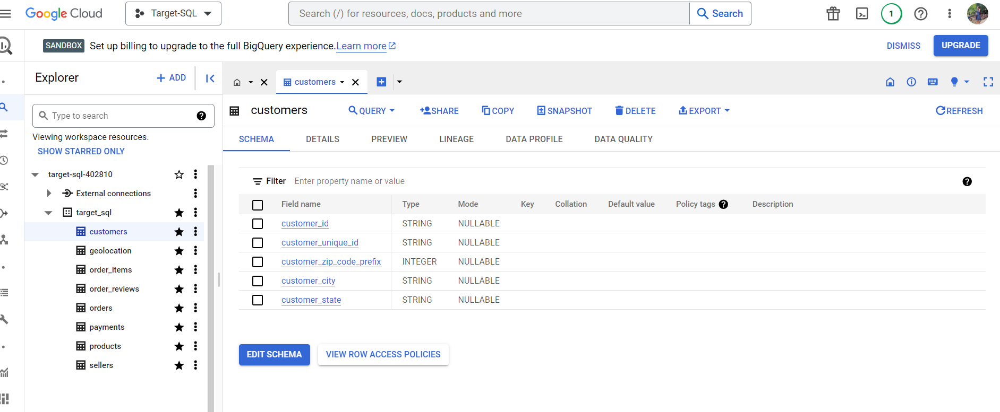 Google Cloud Target-SQL Search (/) for resources, docs, products and more Search 1
SANDBOX Set up billing to upgrade to the full BigQuery experience. Learn more DISMISS UPGRADE
Explorer + ADD
customers
Type to search
Viewing workspace resources.
SHOW STARRED ONLY
target-sql-402810
External connections
target_sql
customers
geolocation
order_items
order_reviews
orders
payments
products
sellers
customers QUERY SHARE COPY SNAPSHOT DELETE EXPORT REFRESH
SCHEMA DETAILS PREVIEW LINEAGE DATA PROFILE DATA QUALITY
Filter Enter property name or value
Field name Type Mode Key Collation Default value Policy tags Description
customer_id STRING NULLABLE
customer_unique_id STRING NULLABLE
customer_zip_code_prefix INTEGER NULLABLE
customer_city STRING NULLABLE
customer_state STRING NULLABLE
EDIT SCHEMA VIEW ROW ACCESS POLICIES